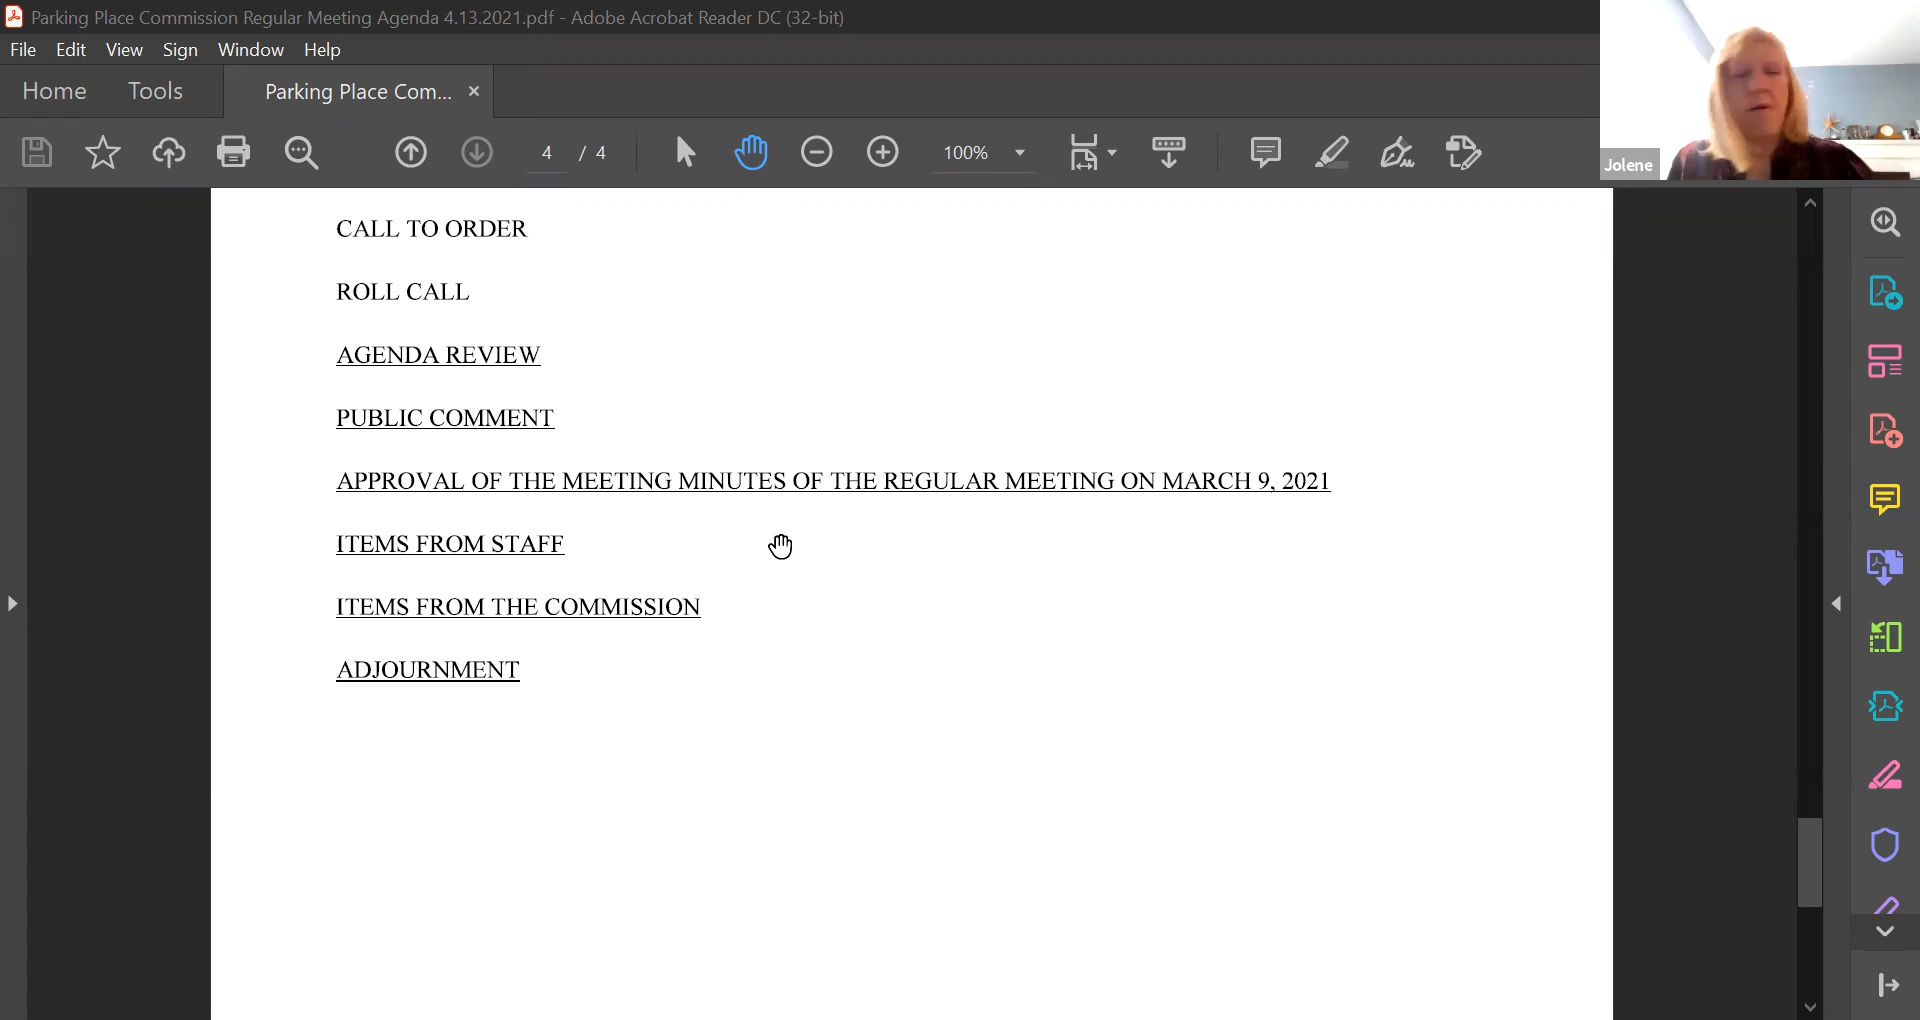 Parking Place Commission Regular Meeting Agenda 4.13.2021.pdf - Adobe Acrobat Reader DC (32-bit)
File Edit View Sign Window Help
Home Tools Parking Place Com... ×
4 / 4 100%
Jolene
CALL TO ORDER
ROLL CALL
AGENDA REVIEW
PUBLIC COMMENT
APPROVAL OF THE MEETING MINUTES OF THE REGULAR MEETING ON MARCH 9, 2021
ITEMS FROM STAFF
ITEMS FROM THE COMMISSION
ADJOURNMENT